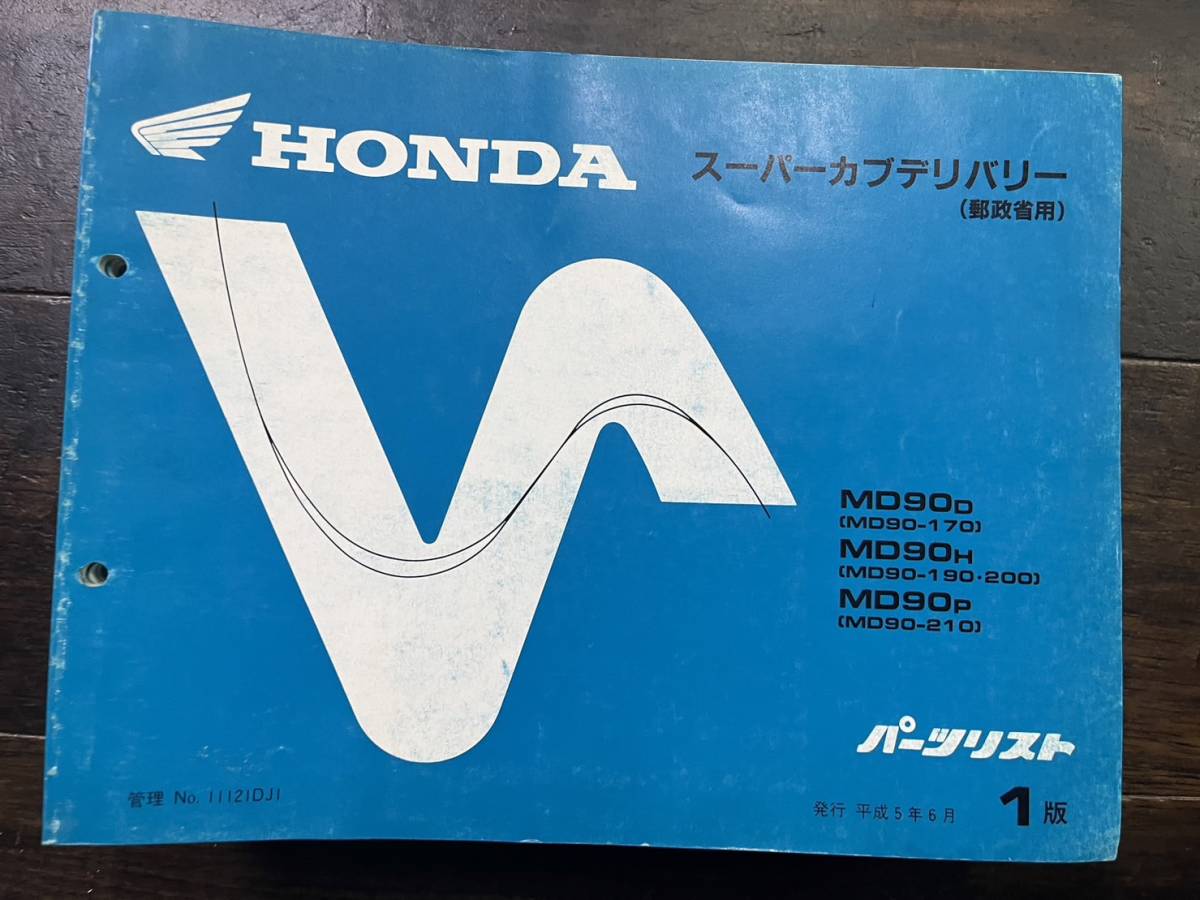 HONDA
スーパーカブデリバリー
(郵政省用)
MD90D
(MD90-170)
MD90H
(MD90-190·200)
MD90P
(MD90-210)
パーツリスト
管理 No. 11121DJ1
発行 平成5年6月 1版